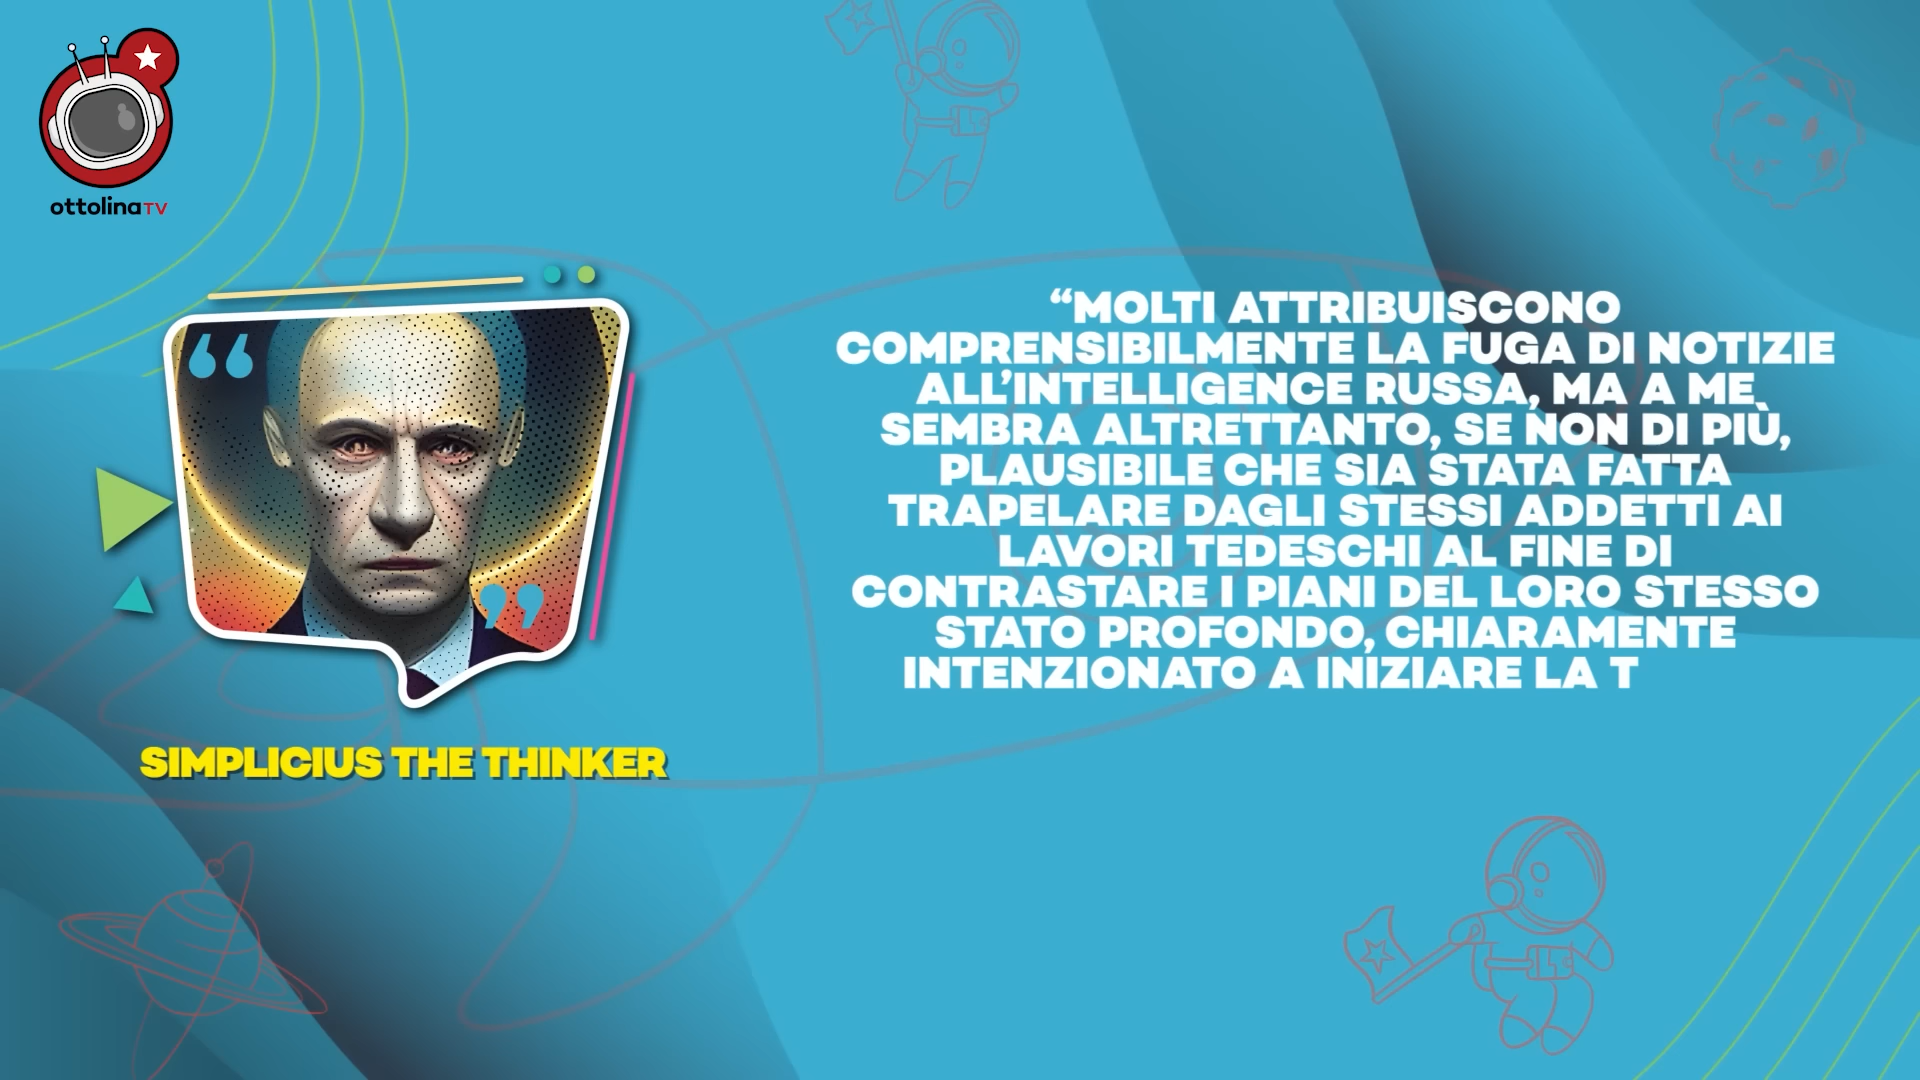 ottolinaTV
“MOLTI ATTRIBUISCONO
COMPRENSIBILMENTE LA FUGA DI NOTIZIE
ALL’INTELLIGENCE RUSSA, MA A ME
SEMBRA ALTRETTANTO, SE NON DI PIÙ,
PLAUSIBILE CHE SIA STATA FATTA
TRAPELARE DAGLI STESSI ADDETTI AI
LAVORI TEDESCHI AL FINE DI
CONTRASTARE I PIANI DEL LORO STESSO
STATO PROFONDO, CHIARAMENTE
INTENZIONATO A INIZIARE LA T
SIMPLICIUS THE THINKER